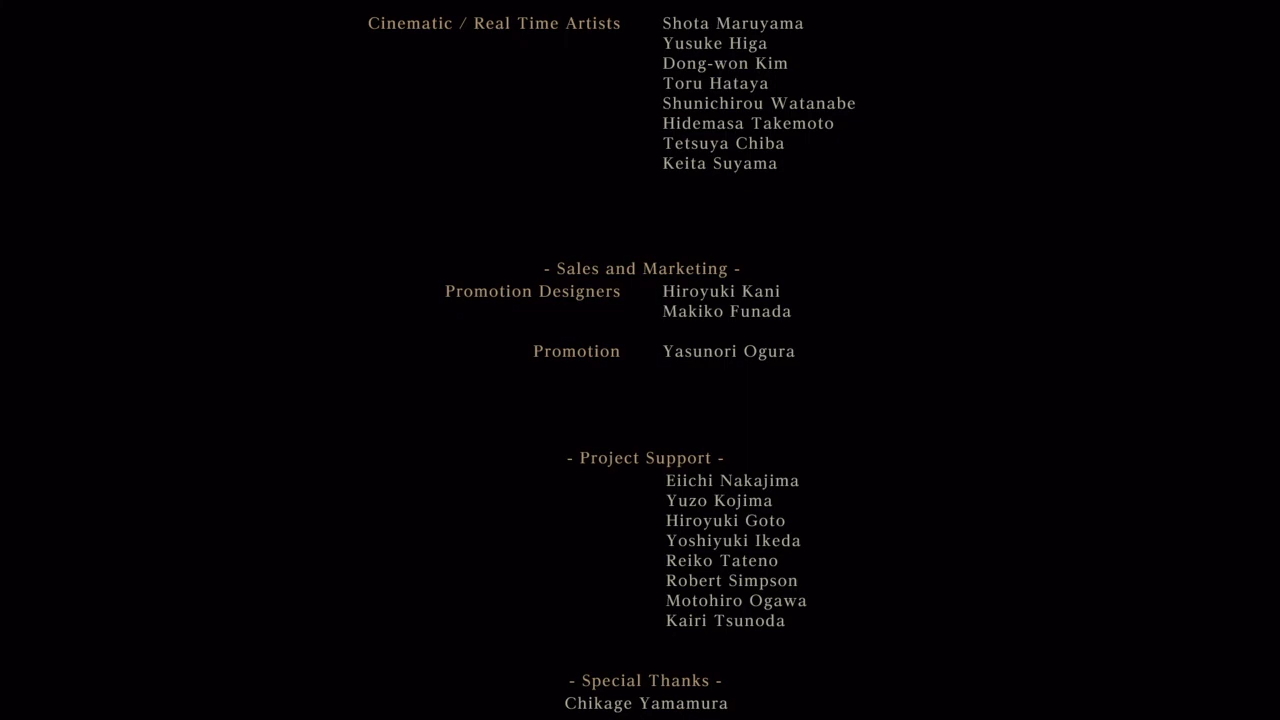 Cinematic / Real Time Artists Shota Maruyama
Yusuke Higa
Dong-won Kim
Toru Hataya
Shunichirou Watanabe
Hidemasa Takemoto
Tetsuya Chiba
Keita Suyama
- Sales and Marketing -
Promotion Designers Hiroyuki Kani
Makiko Funada
Promotion Yasunori Ogura
- Project Support -
Eiichi Nakajima
Yuzo Kojima
Hiroyuki Goto
Yoshiyuki Ikeda
Reiko Tateno
Robert Simpson
Motohiro Ogawa
Kairi Tsunoda
- Special Thanks -
Chikage Yamamura